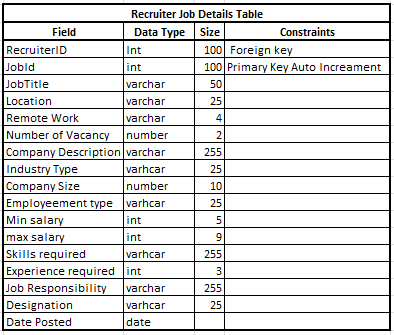 Recruiter Job Details Table
Field Data Type Size Constraints
RecruiterID Int 100 Foreign key
JobId int 100 Primary Key Auto Increament
JobTitle varchar 50
Location varchar 25
Remote Work varchar 4
Number of Vacancy number 2
Company Description varchar 255
Industry Type varhcar 25
Company Size number 10
Employeement type varhcar 25
Min salary int 5
max salary int 9
Skills required varhcar 255
Experience required int 3
Job Responsibility varchar 255
Designation varhcar 25
Date Posted date